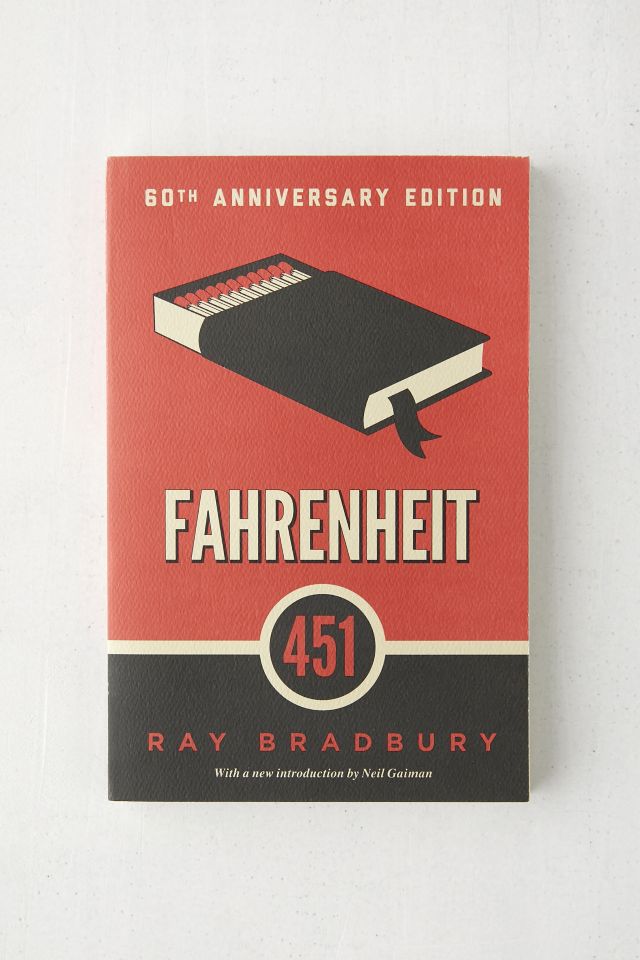 60TH ANNIVERSARY EDITION
FAHRENHEIT
451
RAY BRADBURY
With a new introduction by Neil Gaiman